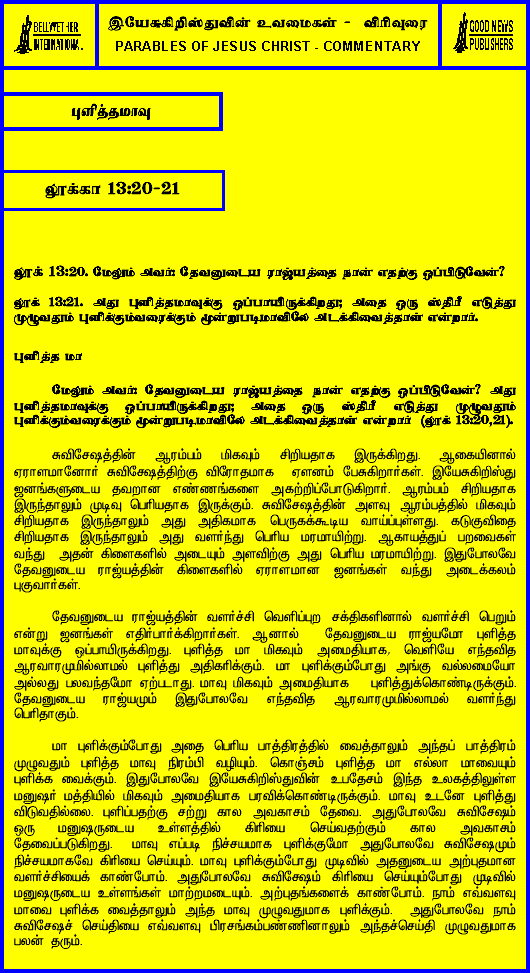 BELLWETHER
INTERNATIONAL
இயேசுகிறிஸ்துவின் உவமைகள் - விரிவுரை
PARABLES OF JESUS CHRIST - COMMENTARY
GOOD NEWS
PUBLISHERS
புளித்தமாவு
லூக்கா 13:20-21
லூக் 13:20. மேலும் அவர்: தேவனுடைய ராஜ்யத்தை நான் எதற்கு ஒப்பிடுவேன்?
லூக் 13:21. அது புளித்தமாவுக்கு ஒப்பாயிருக்கிறது; அதை ஒரு ஸ்திரீ எடுத்து
முழுவதும் புளிக்கும்வரைக்கும் மூன்றுபடிமாவிலே அடக்கிவைத்தாள் என்றார்.
புளித்த மா
மேலும் அவர்: தேவனுடைய ராஜ்யத்தை நான் எதற்கு ஒப்பிடுவேன்? அது
புளித்தமாவுக்கு ஒப்பாயிருக்கிறது; அதை ஒரு ஸ்திரீ எடுத்து முழுவதும்
புளிக்கும்வரைக்கும் மூன்றுபடிமாவிலே அடக்கிவைத்தாள் என்றார் (லூக் 13:20,21).
சுவிசேஷத்தின் ஆரம்பம் மிகவும் சிறியதாக இருக்கிறது. ஆகையினால்
ஏராளமானோர் சுவிசேஷத்திற்கு விரோதமாக ஏளனம் பேசுகிறார்கள். இயேசுகிறிஸ்து
ஜனங்களுடைய தவறான எண்ணங்களை அகற்றிப்போடுகிறார். ஆரம்பம் சிறியதாக
இருந்தாலும் முடிவு பெரியதாக இருக்கும். சுவிசேஷத்தின் அளவு ஆரம்பத்தில் மிகவும்
சிறியதாக இருந்தாலும் அது அதிகமாக பெருகக்கூடிய வாய்ப்புள்ளது. கடுகுவிதை
சிறியதாக இருந்தாலும் அது வளர்ந்து பெரிய மரமாயிற்று. ஆகாயத்துப் பறவைகள்
வந்து அதன் கிளைகளில் அடையும் அளவிற்கு அது பெரிய மரமாயிற்று. இதுபோலவே
தேவனுடைய ராஜ்யத்தின் கிளைகளில் ஏராளமான ஜனங்கள் வந்து அடைக்கலம்
புகுவார்கள்.
தேவனுடைய ராஜ்யத்தின் வளர்ச்சி வெளிப்புற சக்திகளினால் வளர்ச்சி பெறும்
என்று ஜனங்கள் எதிர்பார்க்கிறார்கள். ஆனால் தேவனுடைய ராஜ்யமோ புளித்த
மாவுக்கு ஒப்பாயிருக்கிறது. புளித்த மா மிகவும் அமைதியாக, வெளியே எந்தவித
ஆரவாரமுமில்லாமல் புளித்து அதிகரிக்கும். மா புளிக்கும்போது அங்கு வல்லமையோ
அல்லது பலவந்தமோ ஏற்படாது. மாவு மிகவும் அமைதியாக புளித்துக்கொண்டிருக்கும்.
தேவனுடைய ராஜ்யமும் இதுபோலவே எந்தவித ஆரவாரமுமில்லாமல் வளர்ந்து
பெரிதாகும்.
மா புளிக்கும்போது அதை பெரிய பாத்திரத்தில் வைத்தாலும் அந்தப் பாத்திரம்
முழுவதும் புளித்த மாவு நிரம்பி வழியும். கொஞ்சம் புளித்த மா எல்லா மாவையும்
புளிக்க வைக்கும். இதுபோலவே இயேசுகிறிஸ்துவின் உபதேசம் இந்த உலகத்திலுள்ள
மனுஷர் மத்தியில் மிகவும் அமைதியாக பரவிக்கொண்டிருக்கும். மாவு உடனே புளித்து
விடுவதில்லை. புளிப்பதற்கு சற்று கால அவகாசம் தேவை. அதுபோலவே சுவிசேஷம்
ஒரு மனுஷருடைய உள்ளத்தில் கிரியை செய்வதற்கும் கால அவகாசம்
தேவைப்படுகிறது. மாவு எப்படி நிச்சயமாக புளிக்குமோ அதுபோலவே சுவிசேஷமும்
நிச்சயமாகவே கிரியை செய்யும். மாவு புளிக்கும்போது முடிவில் அதனுடைய அற்புதமான
வளர்ச்சியைக் காண்போம். அதுபோலவே சுவிசேஷம் கிரியை செய்யும்போது முடிவில்
மனுஷருடைய உள்ளங்கள் மாற்றமடையும். அற்புதங்களைக் காண்போம். நாம் எவ்வளவு
மாவை புளிக்க வைத்தாலும் அந்த மாவு முழுவதுமாக புளிக்கும். அதுபோலவே நாம்
சுவிசேஷச் செய்தியை எவ்வளவு பிரசங்கம்பண்ணினாலும் அந்தச்செய்தி முழுவதுமாக
பலன் தரும்.